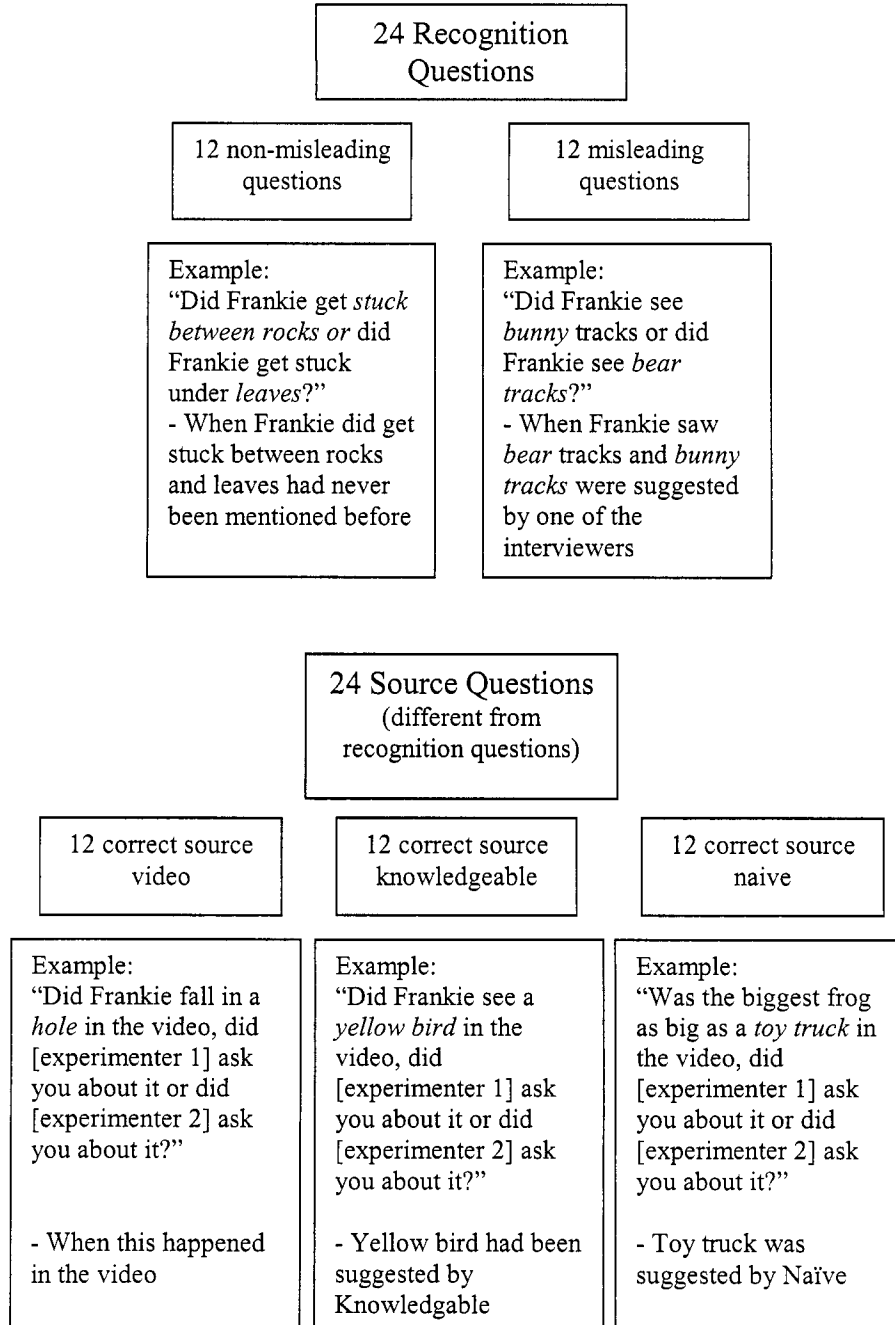 24 Recognition
Questions
12 non-misleading
questions
12 misleading
questions
Example:
“Did Frankie get stuck
between rocks or did
Frankie get stuck
under leaves?”
- When Frankie did get
stuck between rocks
and leaves had never
been mentioned before
Example:
“Did Frankie see
bunny tracks or did
Frankie see bear
tracks?”
- When Frankie saw
bear tracks and bunny
tracks were suggested
by one of the
interviewers
24 Source Questions
(different from
recognition questions)
12 correct source
video
12 correct source
knowledgeable
12 correct source
naive
Example:
“Did Frankie fall in a
hole in the video, did
[experimenter 1] ask
you about it or did
[experimenter 2] ask
you about it?”
- When this happened
in the video
Example:
“Did Frankie see a
yellow bird in the
video, did
[experimenter 1] ask
you about it or did
[experimenter 2] ask
you about it?”
- Yellow bird had been
suggested by
Knowledgable
Example:
“Was the biggest frog
as big as a toy truck in
the video, did
[experimenter 1] ask
you about it or did
[experimenter 2] ask
you about it?”
- Toy truck was
suggested by Naïve